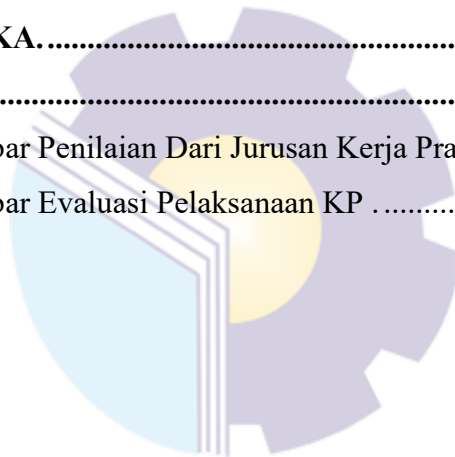 KA. ..........................................................
................................................................
bar Penilaian Dari Jurusan Kerja Pra
bar Evaluasi Pelaksanaan KP . ..........